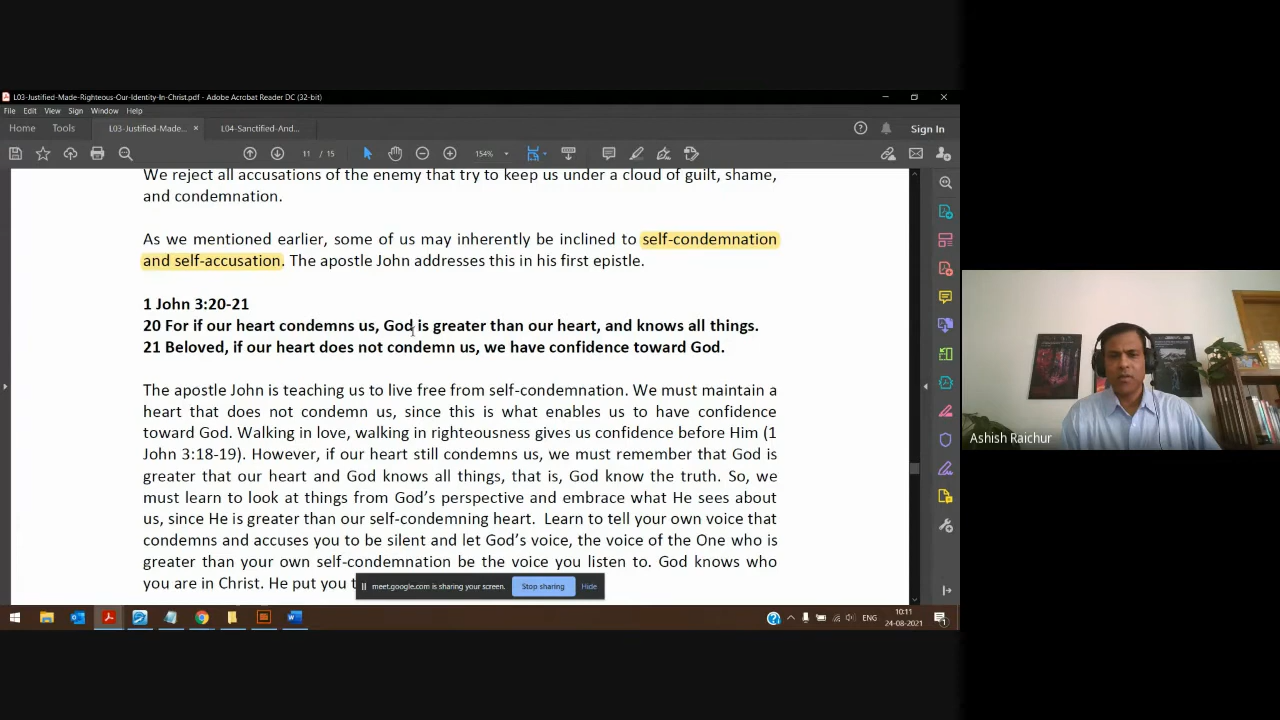 L03-Justified-Made-Righteous-Our-Identity-In-Christ.pdf - Adobe Acrobat Reader DC (32-bit)
File Edit View Sign Window Help
Home Tools L03-Justified-Made... × L04-Sanctified-And... Sign In
11 / 15 154%
We reject all accusations of the enemy that try to keep us under a cloud of guilt, shame,
and condemnation.
As we mentioned earlier, some of us may inherently be inclined to self-condemnation
and self-accusation. The apostle John addresses this in his first epistle.
1 John 3:20-21
20 For if our heart condemns us, God is greater than our heart, and knows all things.
21 Beloved, if our heart does not condemn us, we have confidence toward God.
The apostle John is teaching us to live free from self-condemnation. We must maintain a
heart that does not condemn us, since this is what enables us to have confidence
toward God. Walking in love, walking in righteousness gives us confidence before Him (1
John 3:18-19). However, if our heart still condemns us, we must remember that God is
greater that our heart and God knows all things, that is, God know the truth. So, we
must learn to look at things from God's perspective and embrace what He sees about
us, since He is greater than our self-condemning heart. Learn to tell your own voice that
condemns and accuses you to be silent and let God's voice, the voice of the One who is
greater than your own self-condemnation be the voice you listen to. God knows who
you are in Christ. He put you
meet.google.com is sharing your screen. Stop sharing Hide
ENG
10:11
24-08-2021
Ashish Raichur